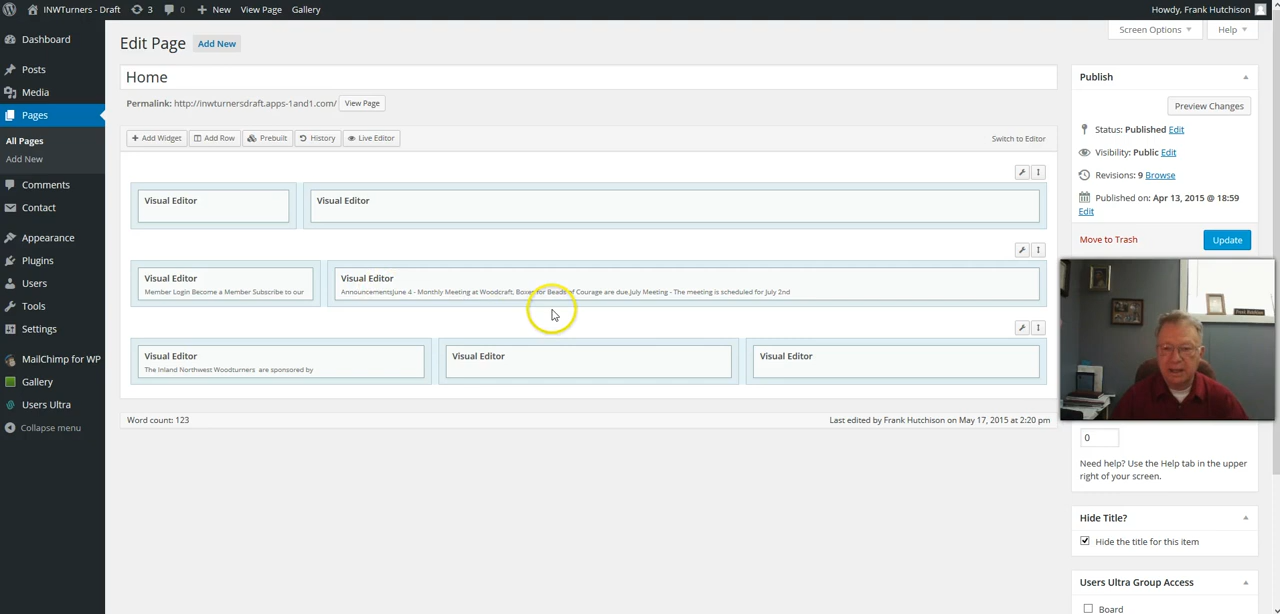 INWTurners - Draft 3 0 New View Page Gallery Howdy, Frank Hutchison
Screen Options Help
Dashboard
Posts
Media
Pages
All Pages
Add New
Comments
Contact
Appearance
Plugins
Users
Tools
Settings
MailChimp for WP
Gallery
Users Ultra
Collapse menu
Edit Page Add New
Home
Permalink: http://inwturnersdraft.apps-1and1.com/ View Page
Add Widget Add Row Prebuilt History Live Editor Switch to Editor
Visual Editor Visual Editor
Visual Editor Visual Editor
Member Login Become a Member Subscribe to our AnnouncementsJune 4 - Monthly Meeting at Woodcraft, Boxes for Beads of Courage are due.July Meeting - The meeting is scheduled for July 2nd
Visual Editor Visual Editor Visual Editor
The Inland Northwest Woodturners are sponsored by
Word count: 123 Last edited by Frank Hutchison on May 17, 2015 at 2:20 pm
Publish
Preview Changes
Status: Published Edit
Visibility: Public Edit
Revisions: 9 Browse
Published on: Apr 13, 2015 @ 18:59
Edit
Move to Trash Update
0
Need help? Use the Help tab in the upper
right of your screen.
Hide Title?
Hide the title for this item
Users Ultra Group Access
Board